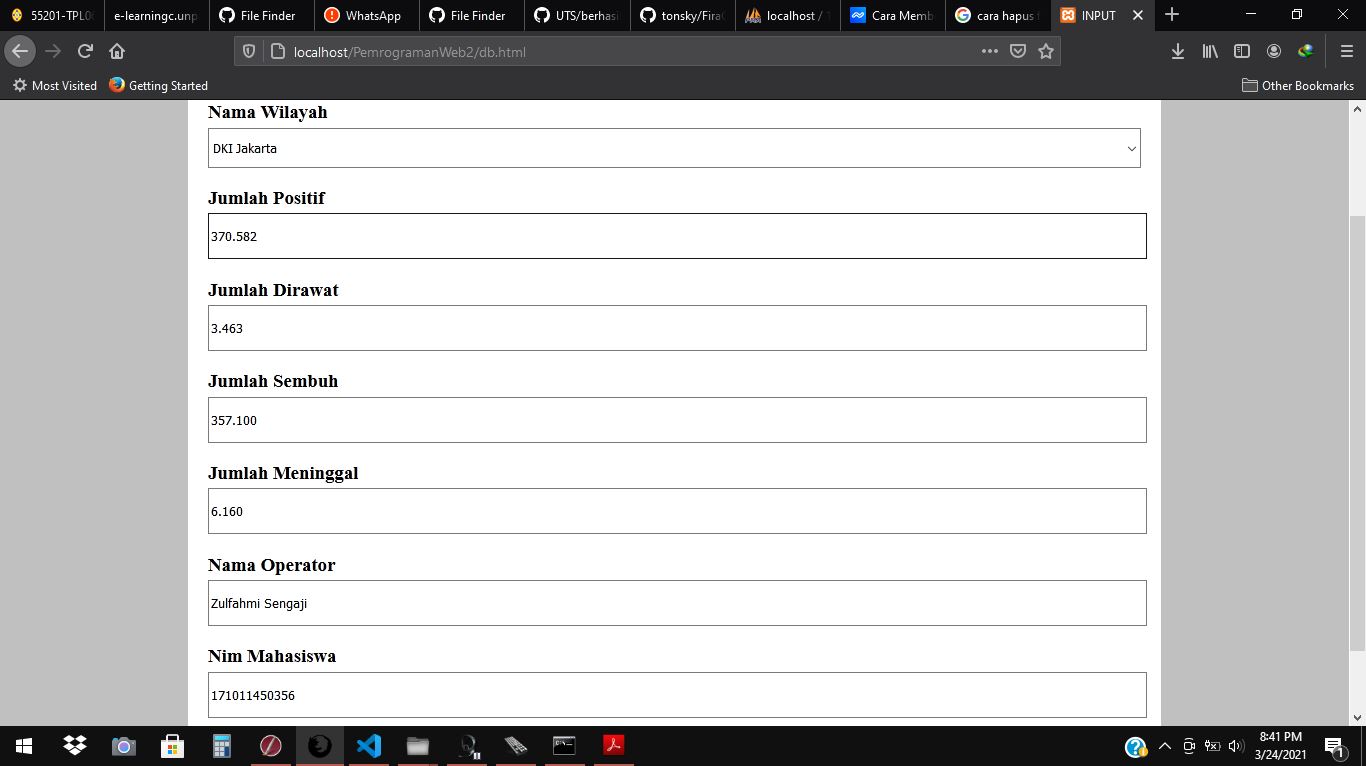 55201-TPL0
e-learningc.unp
File Finder
WhatsApp
File Finder
UTS/berhasi
tonsky/Fira
localhost /
Cara Memb
cara hapus
INPUT
localhost/PemrogramanWeb2/db.html
Most Visited
Getting Started
Other Bookmarks
Nama Wilayah
DKI Jakarta
Jumlah Positif
370.582
Jumlah Dirawat
3.463
Jumlah Sembuh
357.100
Jumlah Meninggal
6.160
Nama Operator
Zulfahmi Sengaji
Nim Mahasiswa
171011450356
8:41 PM
3/24/2021
1